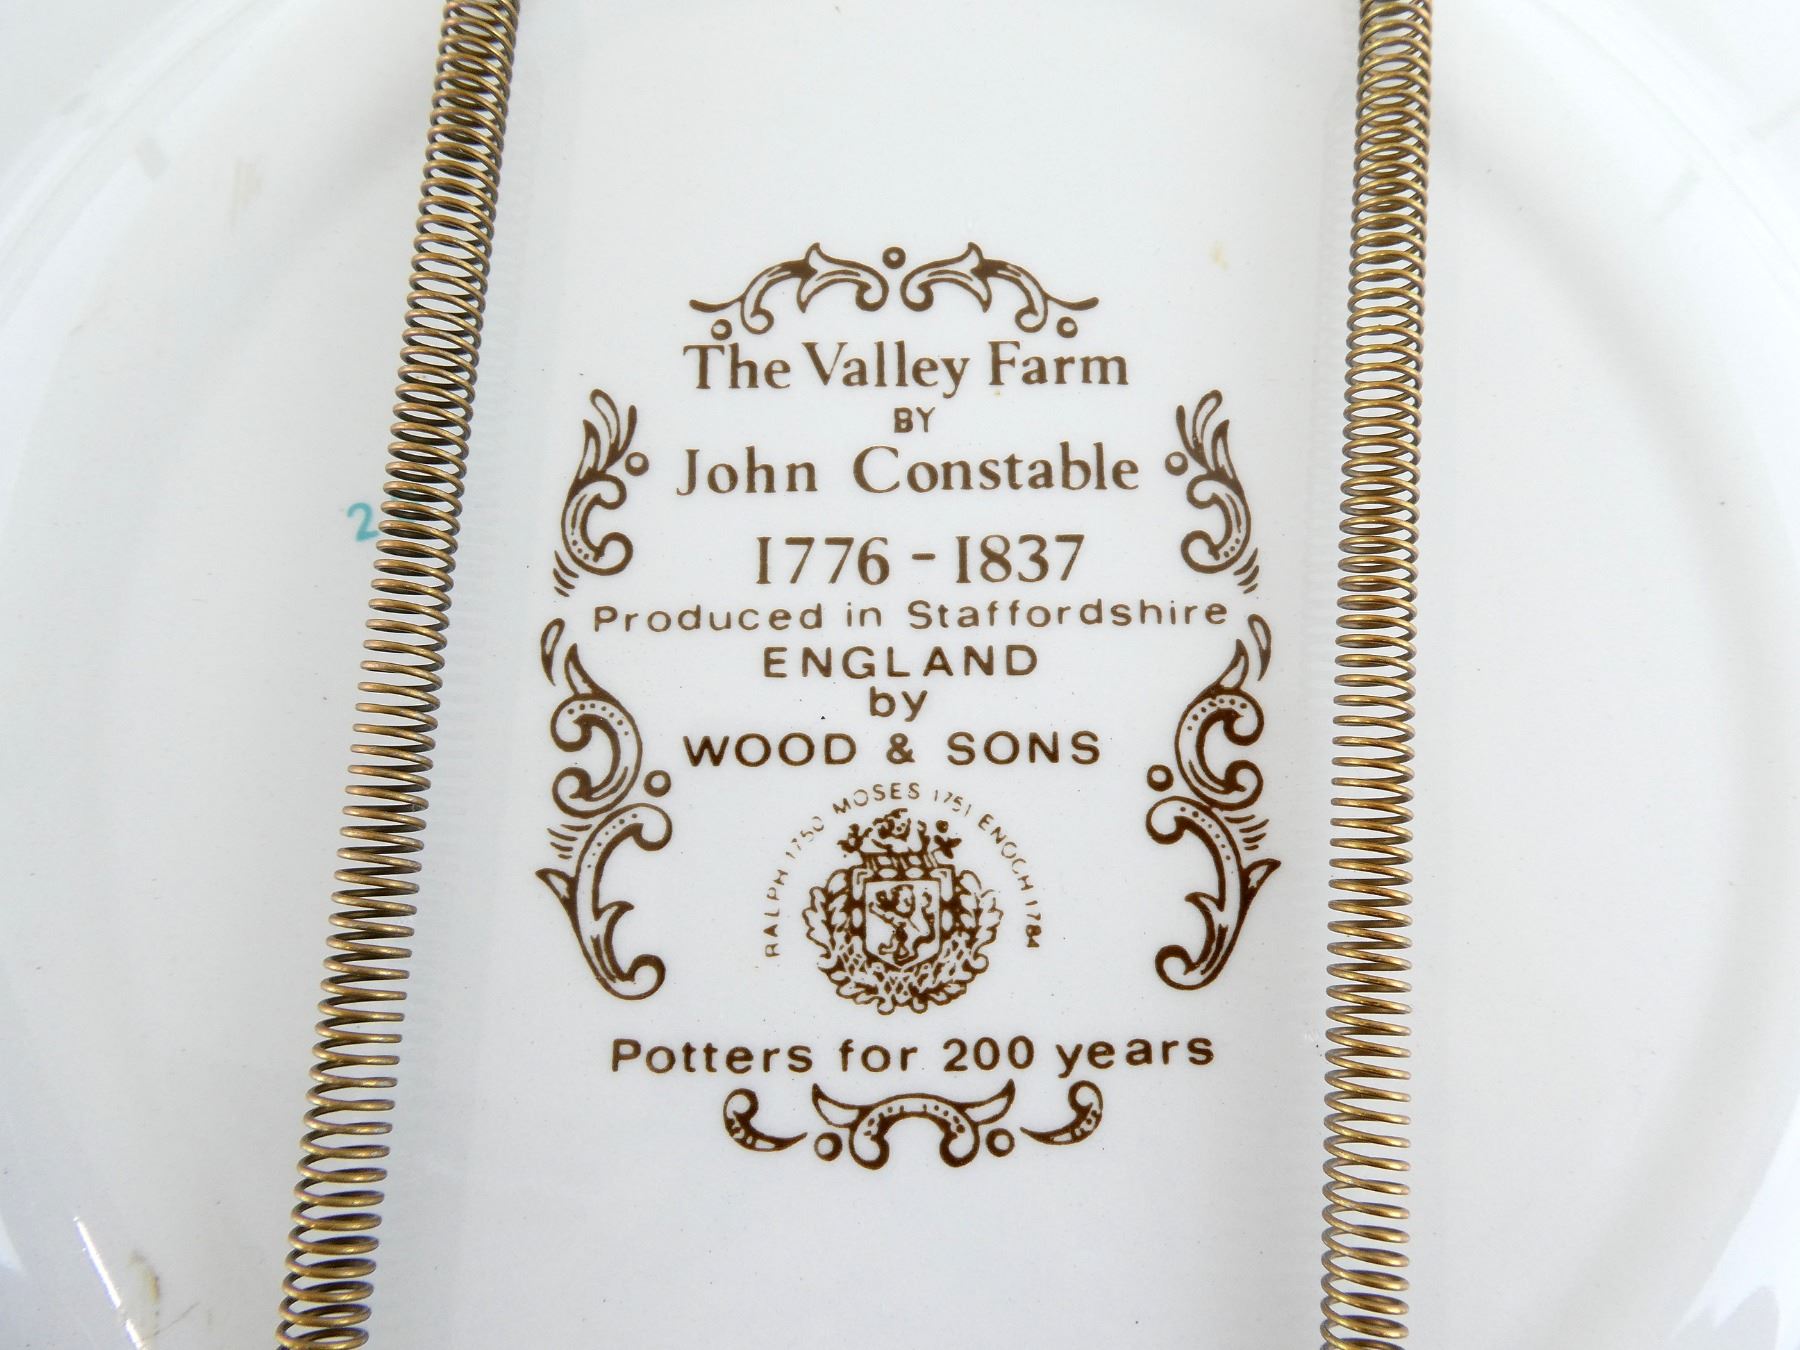 The Valley Farm
BY
John Constable
1776 - 1837
Produced in Staffordshire
ENGLAND
by
WOOD & SONS
RALPH 1750 MOSES 1751 ENOCH 1784
Potters for 200 years
2